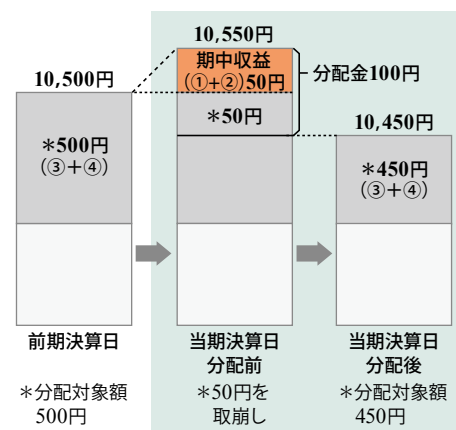 10,500円
＊500円
(③＋④)
前期決算日
＊分配対象額
500円
10,550円
期中収益
(①＋②)50円
＊50円
分配金100円
当期決算日
分配前
＊50円を
取崩し
10,450円
＊450円
(③＋④)
当期決算日
分配後
＊分配対象額
450円